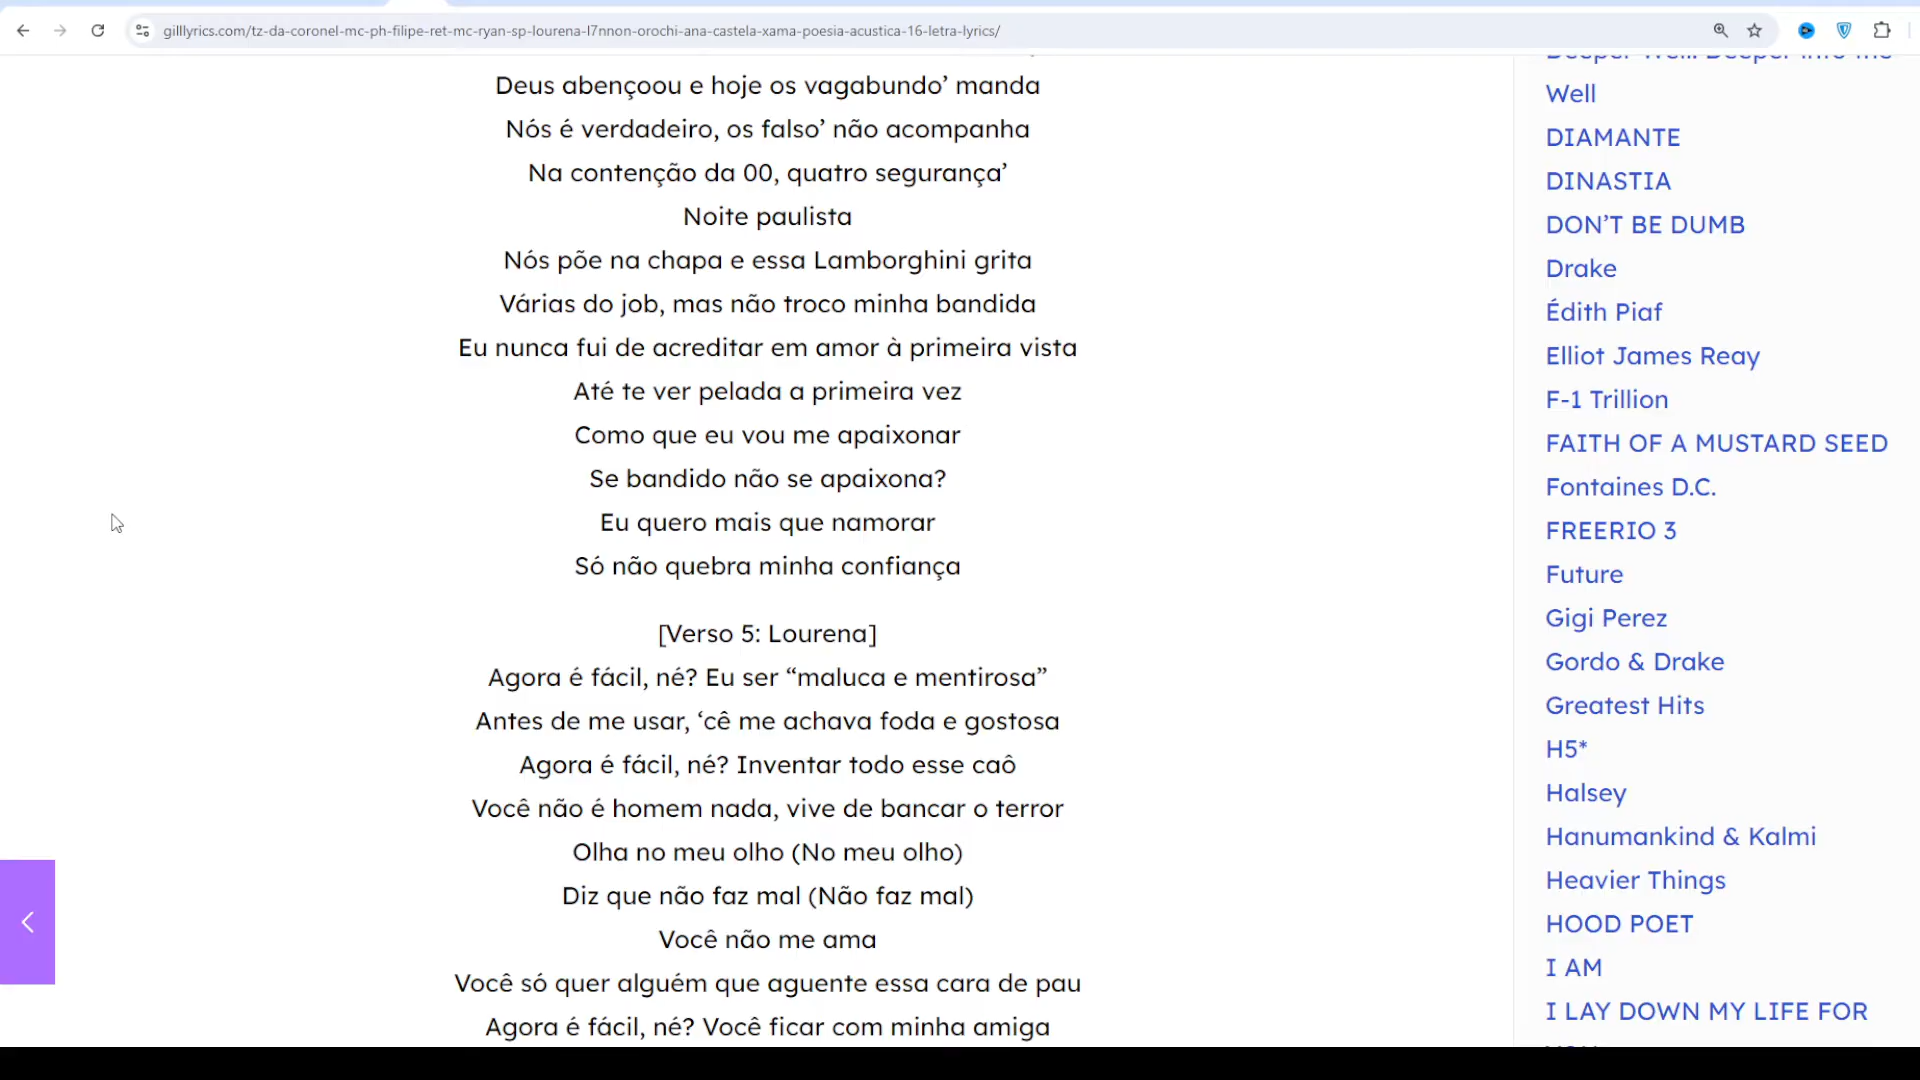 gilllyrics.com/tz-da-coronel-mc-ph-filipe-ret-mc-ryan-sp-lourena-l7nnon-orochi-ana-castela-xama-poesia-acustica-16-letra-lyrics/
Deus abençoou e hoje os vagabundo’ manda
Nós é verdadeiro, os falso’ não acompanha
Na contenção da 00, quatro segurança’
Noite paulista
Nós põe na chapa e essa Lamborghini grita
Várias do job, mas não troco minha bandida
Eu nunca fui de acreditar em amor à primeira vista
Até te ver pelada a primeira vez
Como que eu vou me apaixonar
Se bandido não se apaixona?
Eu quero mais que namorar
Só não quebra minha confiança
[Verso 5: Lourena]
Agora é fácil, né? Eu ser “maluca e mentirosa”
Antes de me usar, ‘cê me achava foda e gostosa
Agora é fácil, né? Inventar todo esse caô
Você não é homem nada, vive de bancar o terror
Olha no meu olho (No meu olho)
Diz que não faz mal (Não faz mal)
Você não me ama
Você só quer alguém que aguente essa cara de pau
Agora é fácil, né? Você ficar com minha amiga
Deeper Well: Deeper Into the
Well
DIAMANTE
DINASTIA
DON’T BE DUMB
Drake
Édith Piaf
Elliot James Reay
F-1 Trillion
FAITH OF A MUSTARD SEED
Fontaines D.C.
FREERIO 3
Future
Gigi Perez
Gordo & Drake
Greatest Hits
H5*
Halsey
Hanumankind & Kalmi
Heavier Things
HOOD POET
I AM
I LAY DOWN MY LIFE FOR